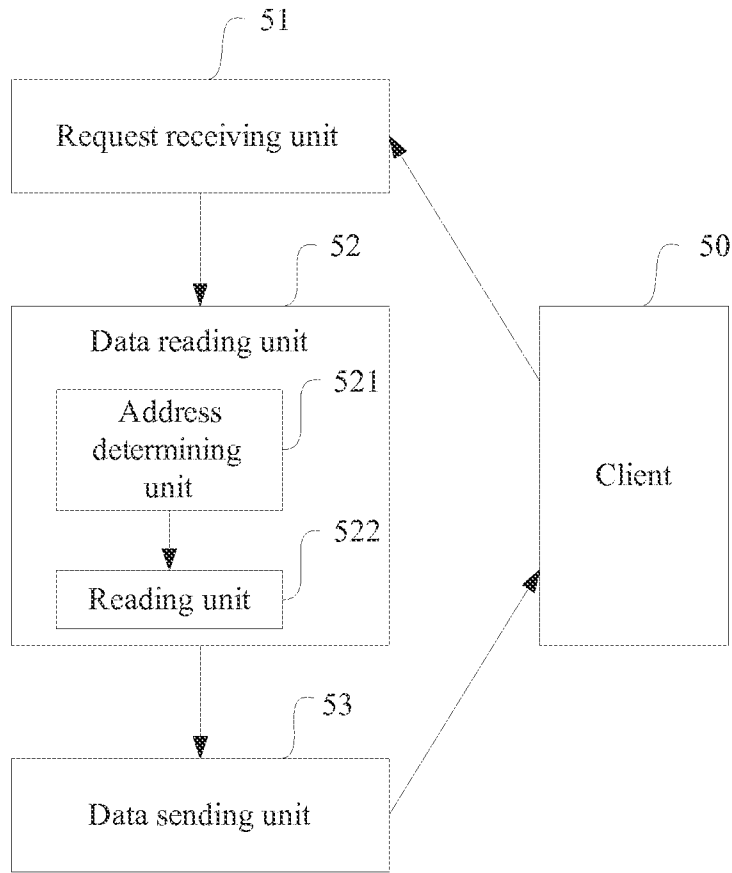 51
Request receiving unit
52
50
Data reading unit
521
Address
determining
unit
Client
522
Reading unit
53
Data sending unit